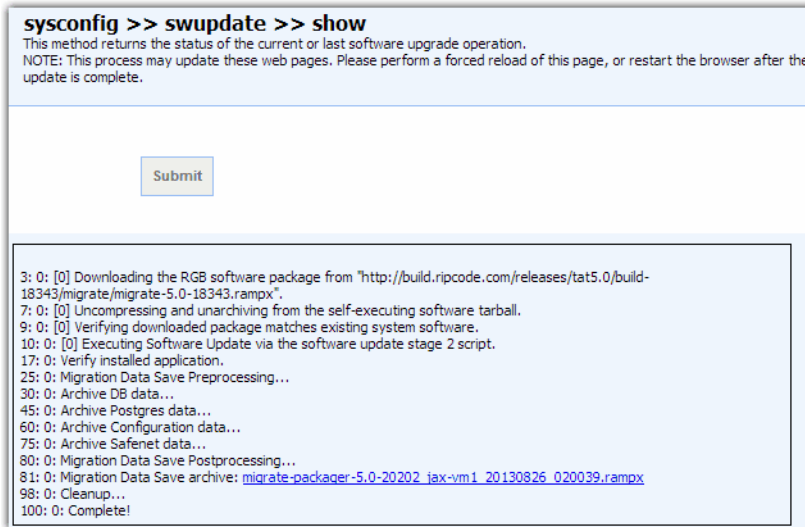 sysconfig >> swupdate >> show
This method returns the status of the current or last software upgrade operation.
NOTE: This process may update these web pages. Please perform a forced reload of this page, or restart the browser after the
update is complete.
Submit
3: 0: [0] Downloading the RGB software package from "http://build.ripcode.com/releases/tat5.0/build-
18343/migrate/migrate-5.0-18343.rampx".
7: 0: [0] Uncompressing and unarchiving from the self-executing software tarball.
9: 0: [0] Verifying downloaded package matches existing system software.
10: 0: [0] Executing Software Update via the software update stage 2 script.
17: 0: Verify installed application.
25: 0: Migration Data Save Preprocessing...
30: 0: Archive DB data...
45: 0: Archive Postgres data...
60: 0: Archive Configuration data...
75: 0: Archive Safenet data...
80: 0: Migration Data Save Postprocessing...
81: 0: Migration Data Save archive: migrate-packager-5.0-20202_jax-vm1_20130826_020039.rampx
98: 0: Cleanup...
100: 0: Complete!